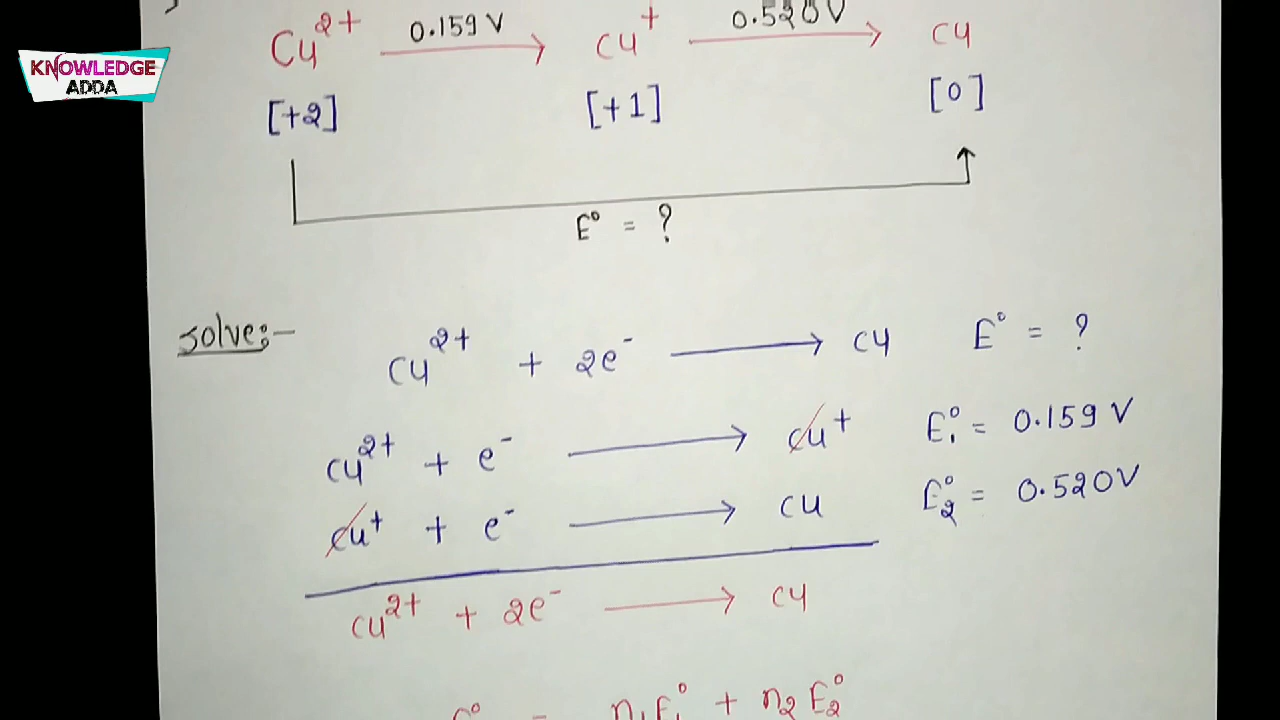 KNOWLEDGE
ADDA
Cu²⁺ 0.159 V → Cu⁺ 0.520 V → Cu
[+2] [+1] [0]
E° = ?
Solve:-
Cu²⁺ + 2e⁻ → Cu E° = ?
Cu²⁺ + e⁻ → Cu⁺ E₁° = 0.159 V
Cu⁺ + e⁻ → Cu E₂° = 0.520V
Cu²⁺ + 2e⁻ → Cu
= n₁E₁° + n₂E₂°